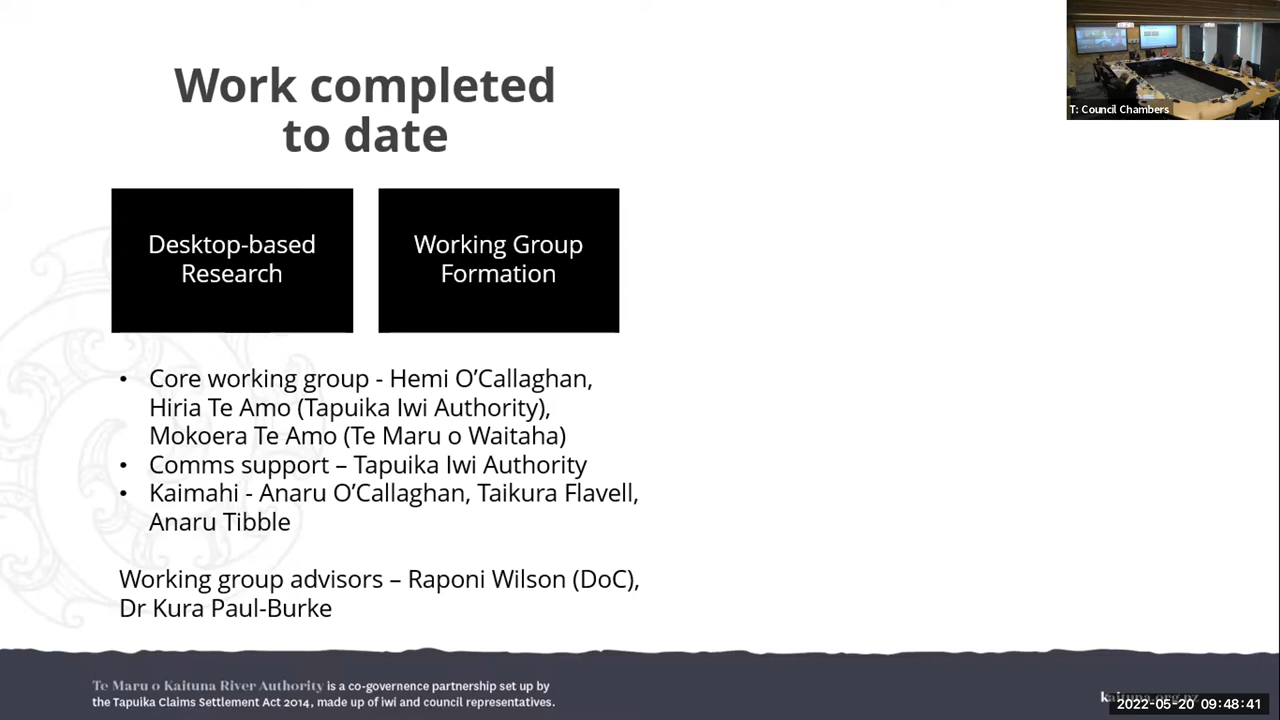 Work completed
to date
Desktop-based
Research
Working Group
Formation
• Core working group - Hemi O’Callaghan,
Hiria Te Amo (Tapuika Iwi Authority),
Mokoera Te Amo (Te Maru o Waitaha)
• Comms support – Tapuika Iwi Authority
• Kaimahi - Anaru O’Callaghan, Taikura Flavell,
Anaru Tibble
Working group advisors – Raponi Wilson (DoC),
Dr Kura Paul-Burke
Te Maru o Kaituna River Authority is a co-governence partnership set up by
the Tapuika Claims Settlement Act 2014, made up of iwi and council representatives.
T: Council Chambers
2022-05-20 09:48:41